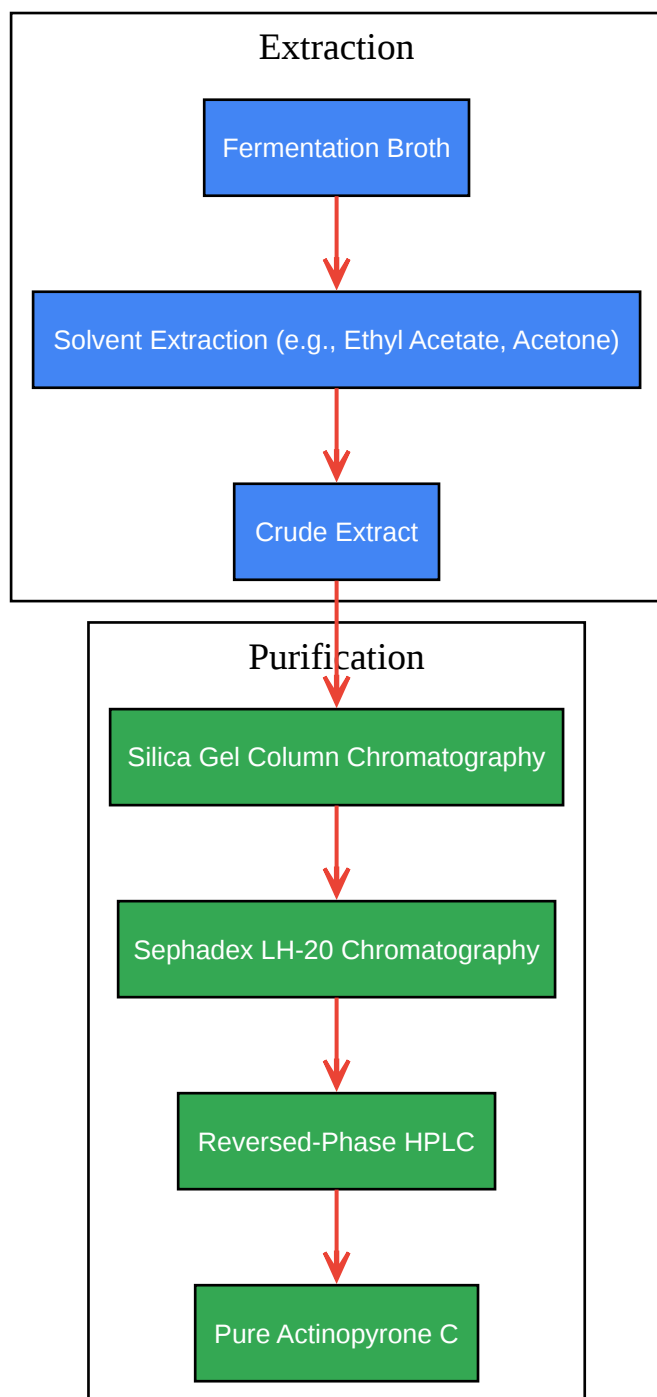 Extraction
Fermentation Broth
Solvent Extraction (e.g., Ethyl Acetate, Acetone)
Crude Extract
Purification
Silica Gel Column Chromatography
Sephadex LH-20 Chromatography
Reversed-Phase HPLC
Pure Actinopyrone C